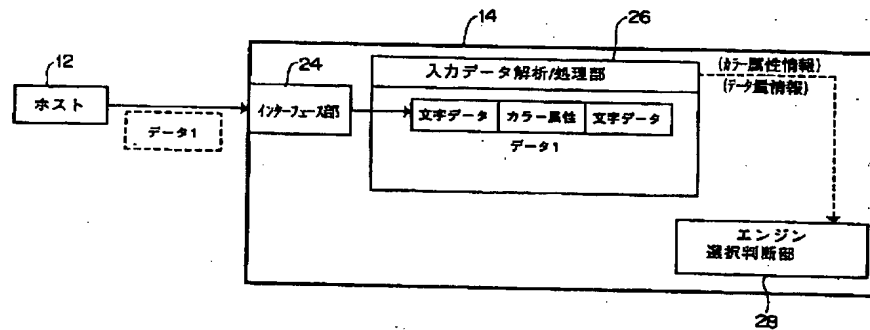 14
26
12
24
ホスト
データ1
インターフェース部
入力データ解析/処理部
文字データ カラー属性 文字データ
データ1
(カラー属性情報)
(データ量情報)
エンジン
選択判断部
28